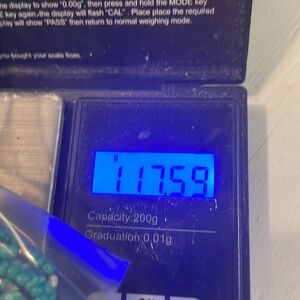 he display to show "0.00g", then press and hold the MODE key
key again, the display will flash "CAL". Place the required
play will show "PASS" then return to normal weighing mode.
you bought your scale from.
117.59
Capacity:200g
Graduation:0.01g